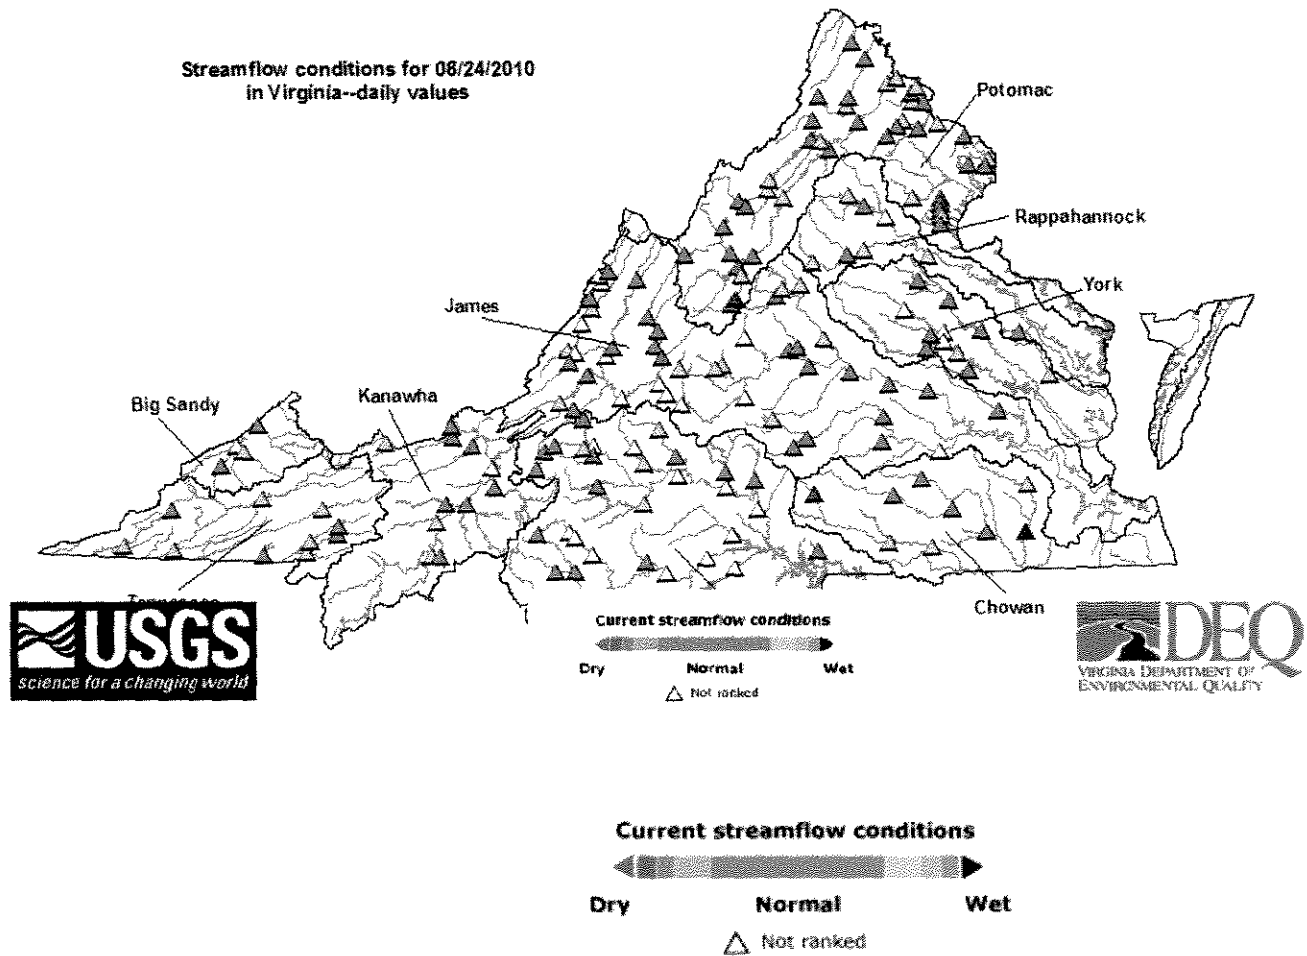 Streamflow conditions for 08/24/2010
in Virginia--daily values
Potomac
Rappahannock
York
James
Kanawha
Big Sandy
Chowan
USGS
science for a changing world
Current streamflow conditions
Dry Normal Wet
Not ranked
DEQ
VIRGINIA DEPARTMENT OF
ENVIRONMENTAL QUALITY
Current streamflow conditions
Dry Normal Wet
Not ranked